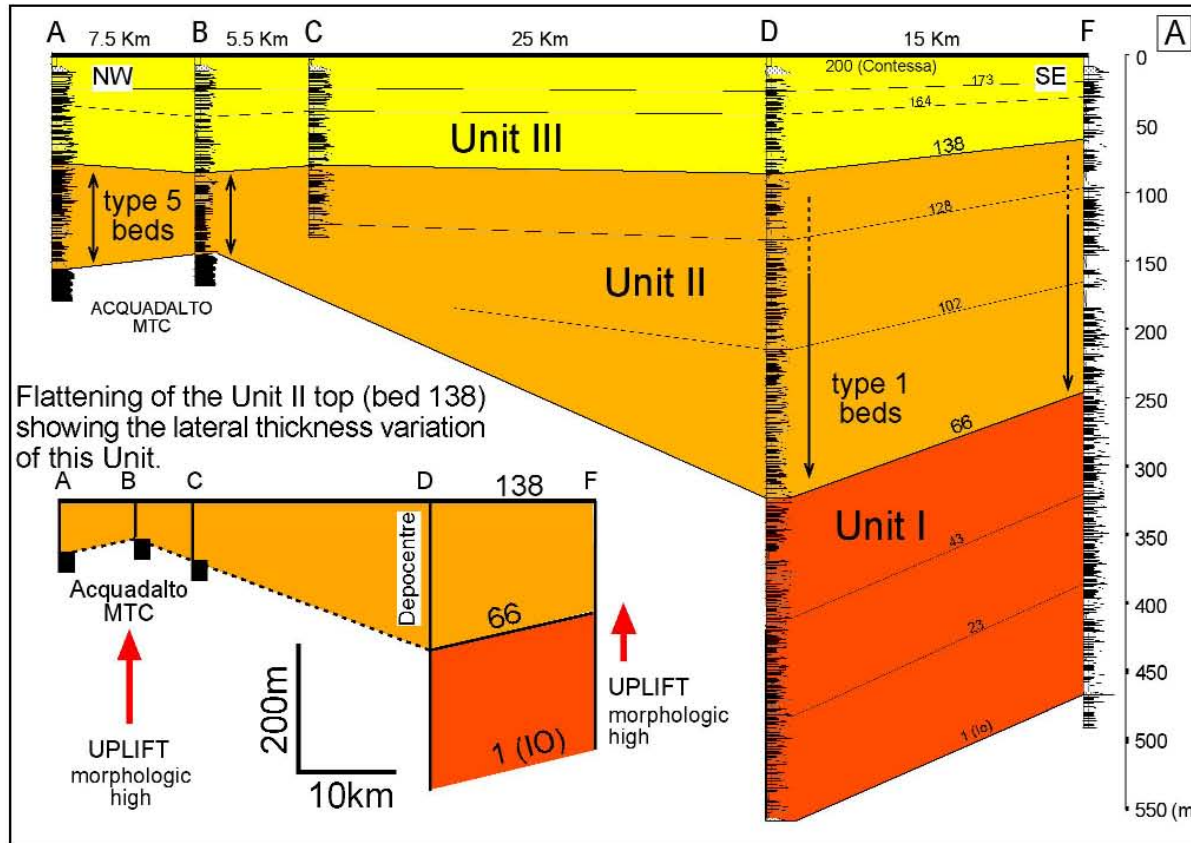 A B C D F A
7.5 Km 5.5 Km 25 Km 15 Km
NW
200 (Contessa)
SE
173
164
Unit III
138
type 5
beds
128
Unit II
102
ACQUADALTO
MTC
type 1
beds
66
Unit I
43
23
1 (Io)
0
50
100
150
200
250
300
350
400
450
500
550 (m
Flattening of the Unit II top (bed 138)
showing the lateral thickness variation
of this Unit.
A B C D 138 F
Depocentre
Acquadalto
MTC
66
1 (IO)
UPLIFT
morphologic
high
200m
10km
UPLIFT
morphologic
high